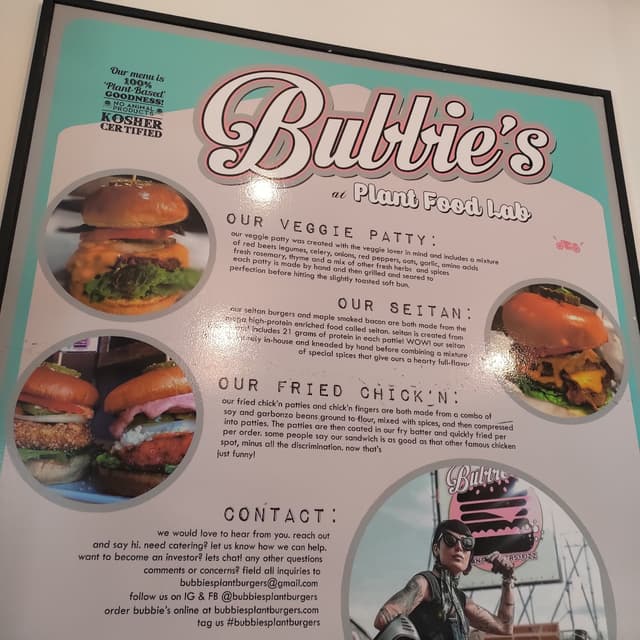 Our menu is
100%
'Plant-Based'
GOODNESS!
NO ANIMAL
PRODUCTS
KOSHER
CERTIFIED
Bubbie's
at Plant Food Lab
OUR VEGGIE PATTY:
our veggie patty was created with the veggie lover in mind and includes a mixture
of red beets legumes, celery, onions, red peppers, oats, garlic, amino acids
fresh rosemary, thyme and a mix of other fresh herbs and spices
each patty is made by hand and then grilled and seared to
perfection before hitting the slightly toasted soft bun.
OUR SEITAN:
our seitan burgers and maple smoked bacon are both made from the
mega high-protein enriched food called seitan. seitan is created from
includes 21 grams of protein in each pattie! WOW! our seitan
in-house and kneaded by hand before combining a mixture
of special spices that give ours a hearty full-flavor
OUR FRIED CHICK'N:
our fried chick'n patties and chick'n fingers are both made from a combo of
soy and garbonzo beans ground to flour, mixed with spices, and then compressed
into patties. The patties are then coated in our fry batter and quickly fried per
per order. some people say our sandwich is as good as that other famous chicken
spot, minus all the discrimination. now that's
just funny!
CONTACT:
we would love to hear from you. reach out
and say hi. need catering? let us know how we can help.
want to become an investor? lets chat! any other questions
comments or concerns? field all inquiries to
bubbiesplantburgers@gmail.com
follow us on IG & FB @bubbiesplantburgers
order bubbie's online at bubbiesplantburgers.com
tag us #bubbiesplantburgers
Bubbie